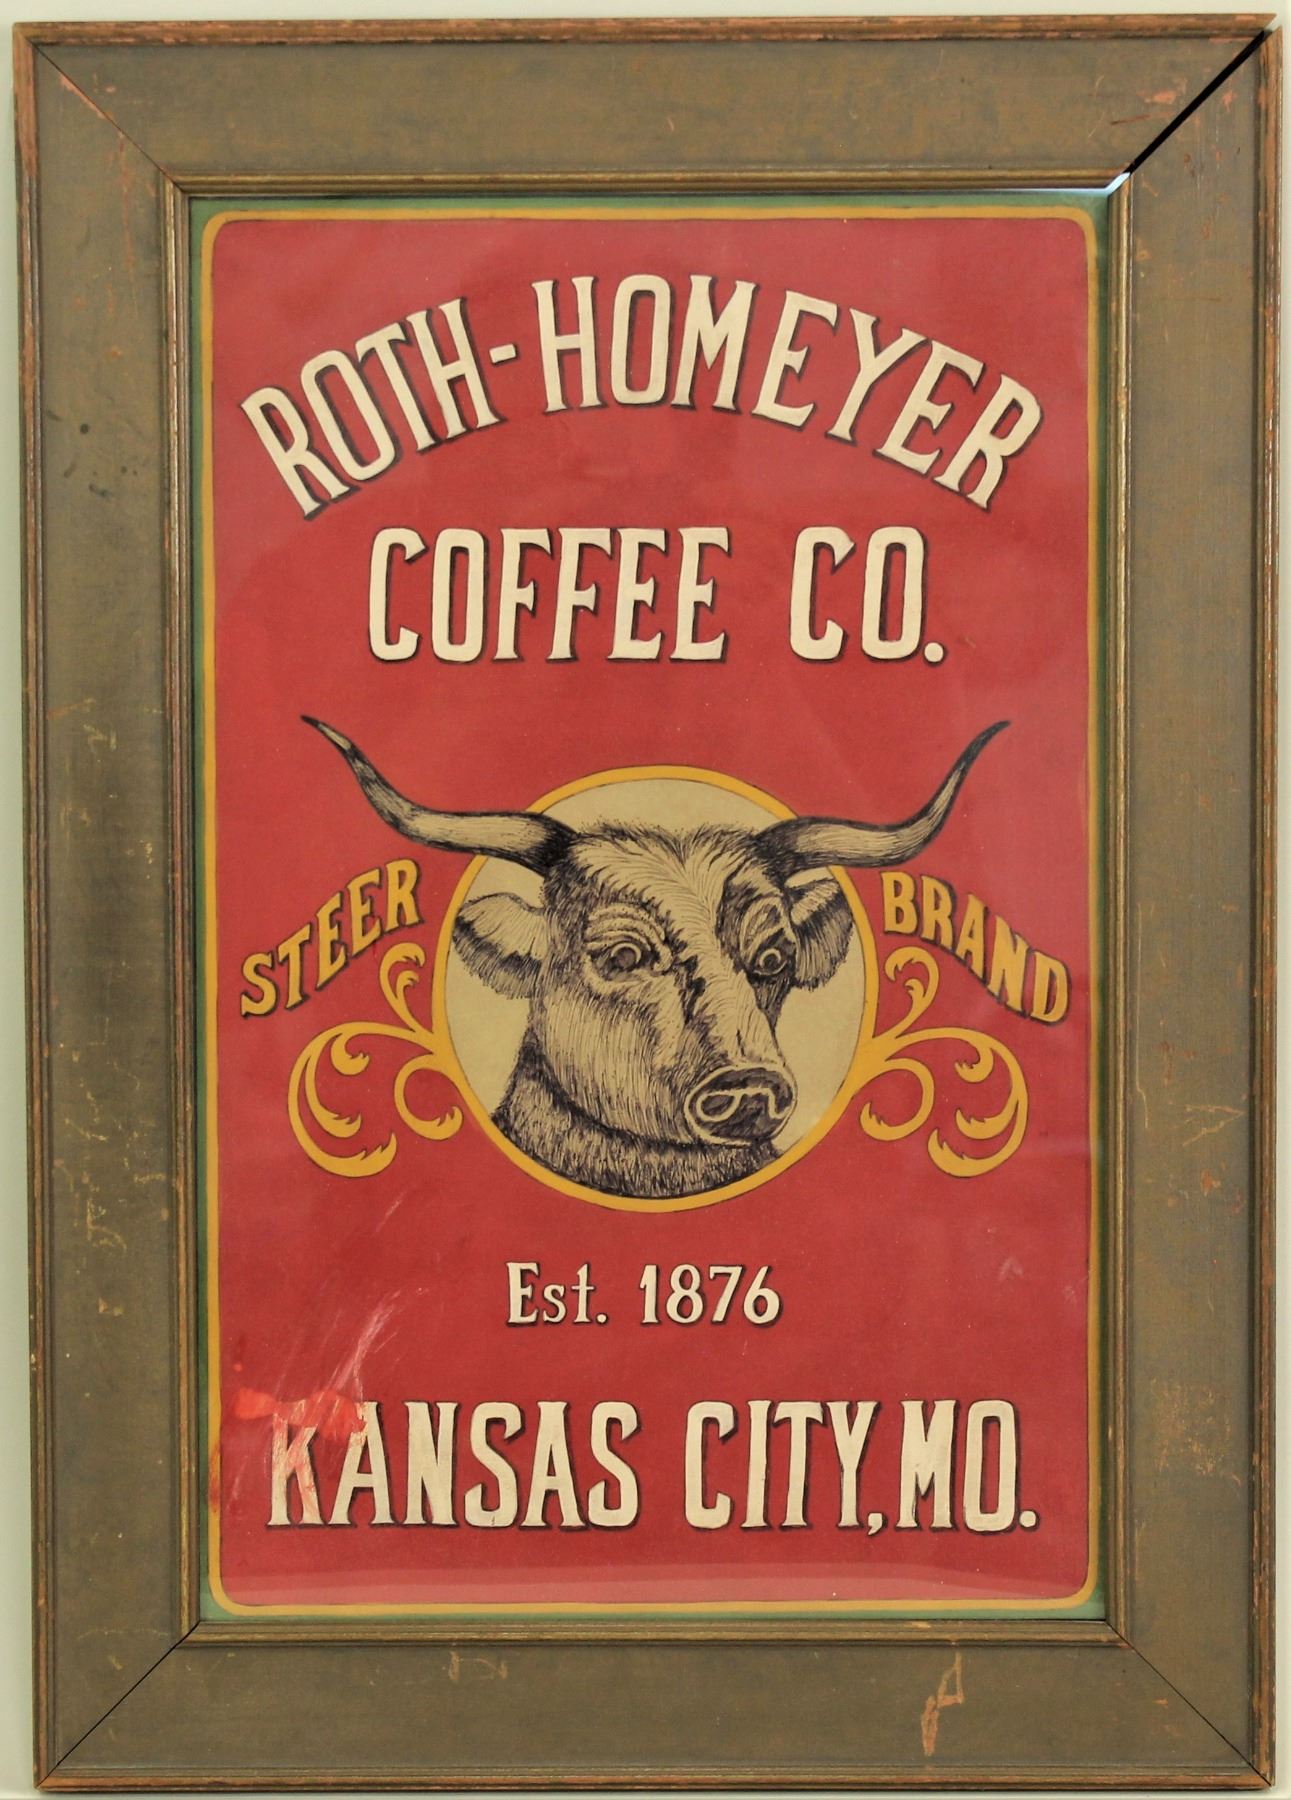 ROTH-HOMEYER
COFFEE CO.
STEER BRAND
Est. 1876
KANSAS CITY, MO.